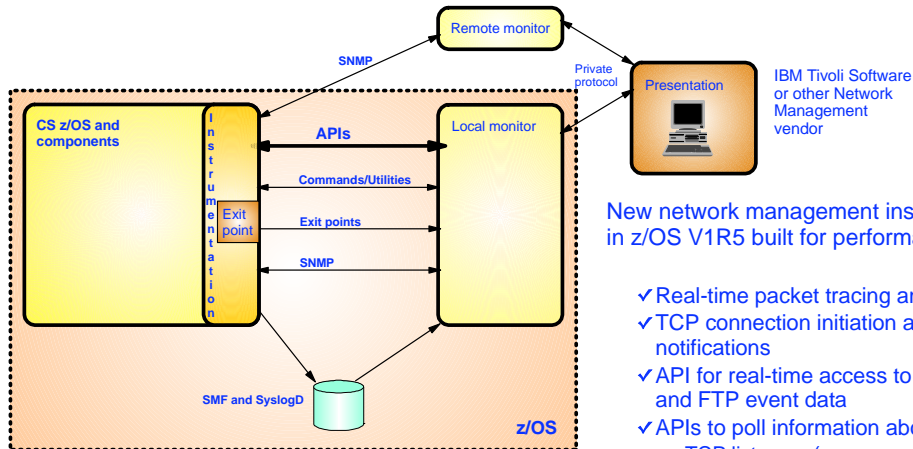 Remote monitor
SNMP
Private
protocol
Presentation
IBM Tivoli Software
or other Network
Management
vendor
CS z/OS and
components
Instrumentation
Exit
point
APIs
Commands/Utilities
Exit points
SNMP
Local monitor
SMF and SyslogD
z/OS
New network management ins
in z/OS V1R5 built for performa
✓Real-time packet tracing an
✓TCP connection initiation a
notifications
✓API for real-time access to
and FTP event data
✓APIs to poll information abo